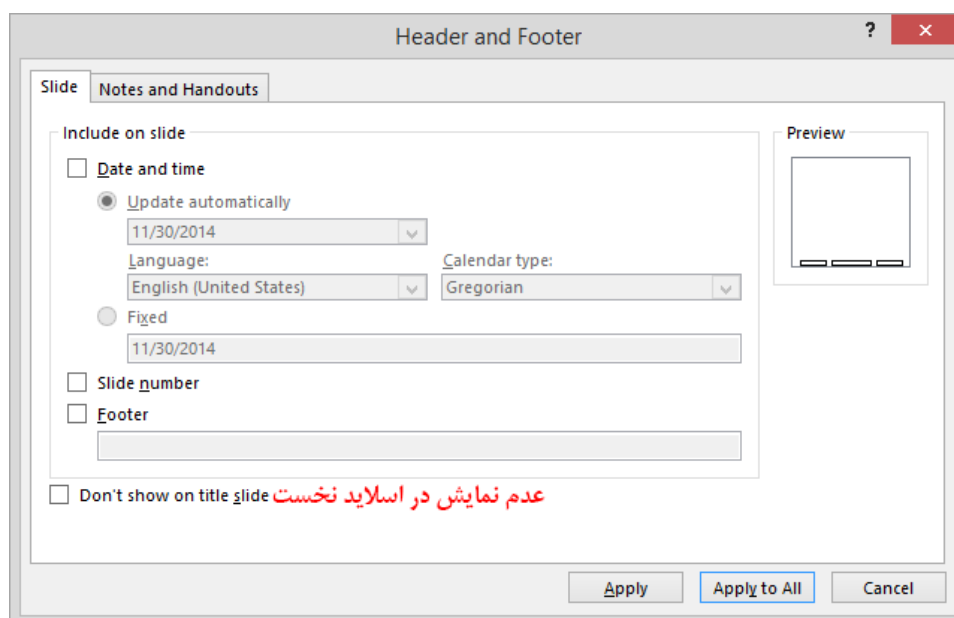 Header and Footer
?
Slide
Notes and Handouts
Include on slide
Preview
Date and time
Update automatically
11/30/2014
Language:
Calendar type:
English (United States)
Gregorian
Fixed
11/30/2014
Slide number
Footer
Don't show on title slide عدم نمایش در اسلاید نخست
Apply
Apply to All
Cancel